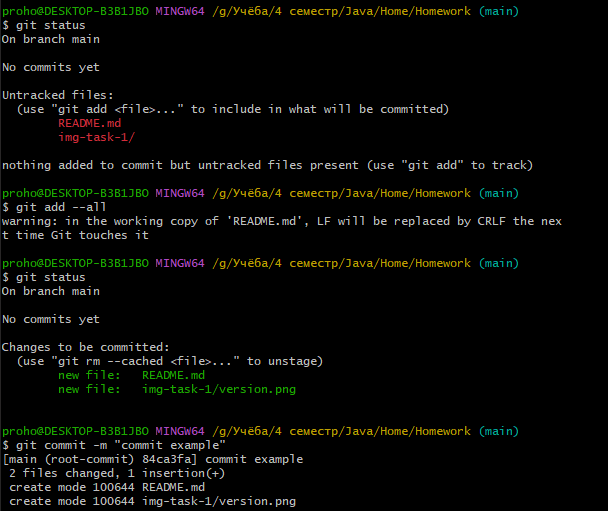 proho@DESKTOP-B3B1JBO MINGW64 /g/Учёба/4 семестр/Java/Home/Homework (main)
$ git status
On branch main
No commits yet
Untracked files:
(use "git add <file>..." to include in what will be committed)
README.md
img-task-1/
nothing added to commit but untracked files present (use "git add" to track)
proho@DESKTOP-B3B1JBO MINGW64 /g/Учёба/4 семестр/Java/Home/Homework (main)
$ git add --all
warning: in the working copy of 'README.md', LF will be replaced by CRLF the nex
t time Git touches it
proho@DESKTOP-B3B1JBO MINGW64 /g/Учёба/4 семестр/Java/Home/Homework (main)
$ git status
On branch main
No commits yet
Changes to be committed:
(use "git rm --cached <file>..." to unstage)
new file:   README.md
new file:   img-task-1/version.png
proho@DESKTOP-B3B1JBO MINGW64 /g/Учёба/4 семестр/Java/Home/Homework (main)
$ git commit -m "commit example"
[main (root-commit) 84ca3fa] commit example
2 files changed, 1 insertion(+)
create mode 100644 README.md
create mode 100644 img-task-1/version.png